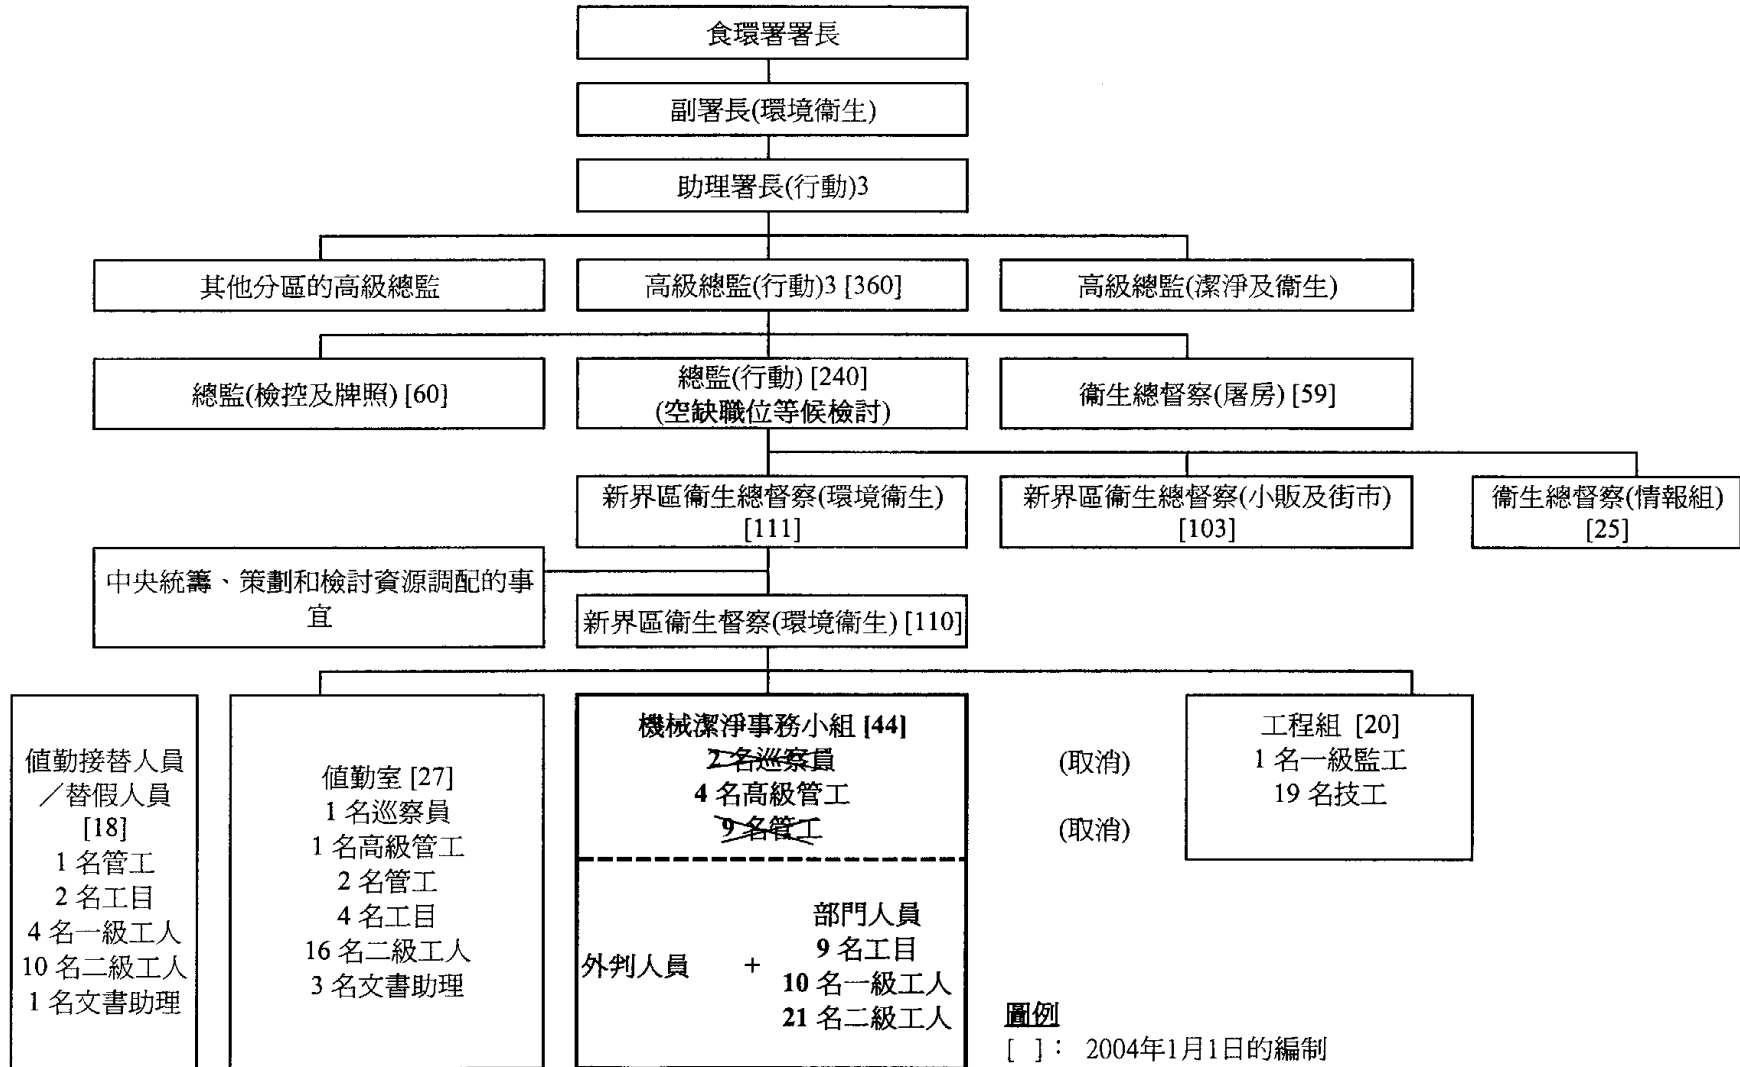 食環署署長
副署長(環境衞生)
助理署長(行動)3
其他分區的高級總監
高級總監(行動)3 [360]
高級總監(潔淨及衞生)
總監(檢控及牌照) [60]
總監(行動) [240]
(空缺職位等候檢討)
衞生總督察(屠房) [59]
新界區衞生總督察(環境衞生)
[111]
新界區衞生總督察(小販及街市)
[103]
衞生總督察(情報組)
[25]
中央統籌、策劃和檢討資源調配的事
宜
新界區衞生督察(環境衞生) [110]
值勤接替人員
／替假人員
[18]
1 名管工
2 名工目
4 名一級工人
10 名二級工人
1 名文書助理
值勤室 [27]
1 名巡察員
1 名高級管工
2 名管工
4 名工目
16 名二級工人
3 名文書助理
機械潔淨事務小組 [44]
2 名巡察員
4 名高級管工
9 名管工
外判人員 +
部門人員
9 名工目
10 名一級工人
21 名二級工人
(取消)
(取消)
工程組 [20]
1 名一級監工
19 名技工
圖例
[ ]： 2004年1月1日的編制